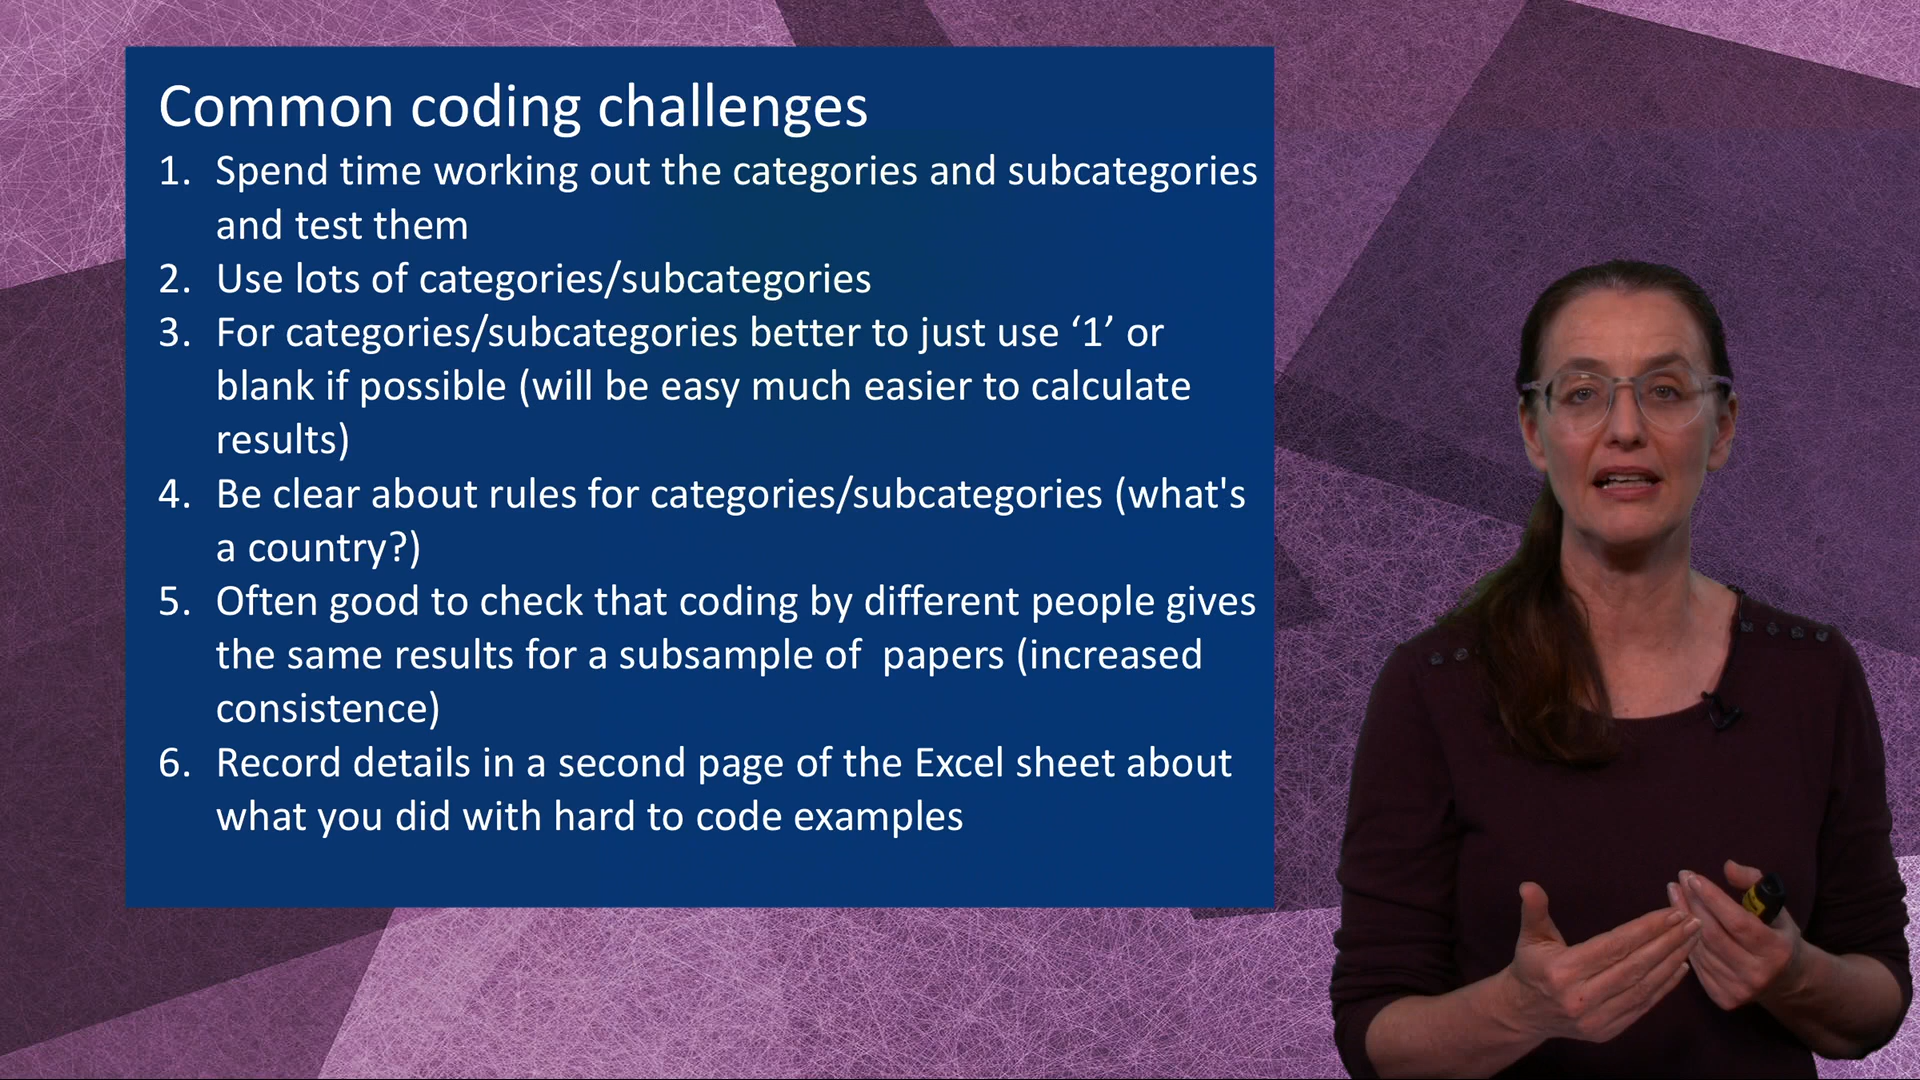 Common coding challenges
1. Spend time working out the categories and subcategories
and test them
2. Use lots of categories/subcategories
3. For categories/subcategories better to just use ‘1’ or
blank if possible (will be easy much easier to calculate
results)
4. Be clear about rules for categories/subcategories (what's
a country?)
5. Often good to check that coding by different people gives
the same results for a subsample of  papers (increased
consistence)
6. Record details in a second page of the Excel sheet about
what you did with hard to code examples